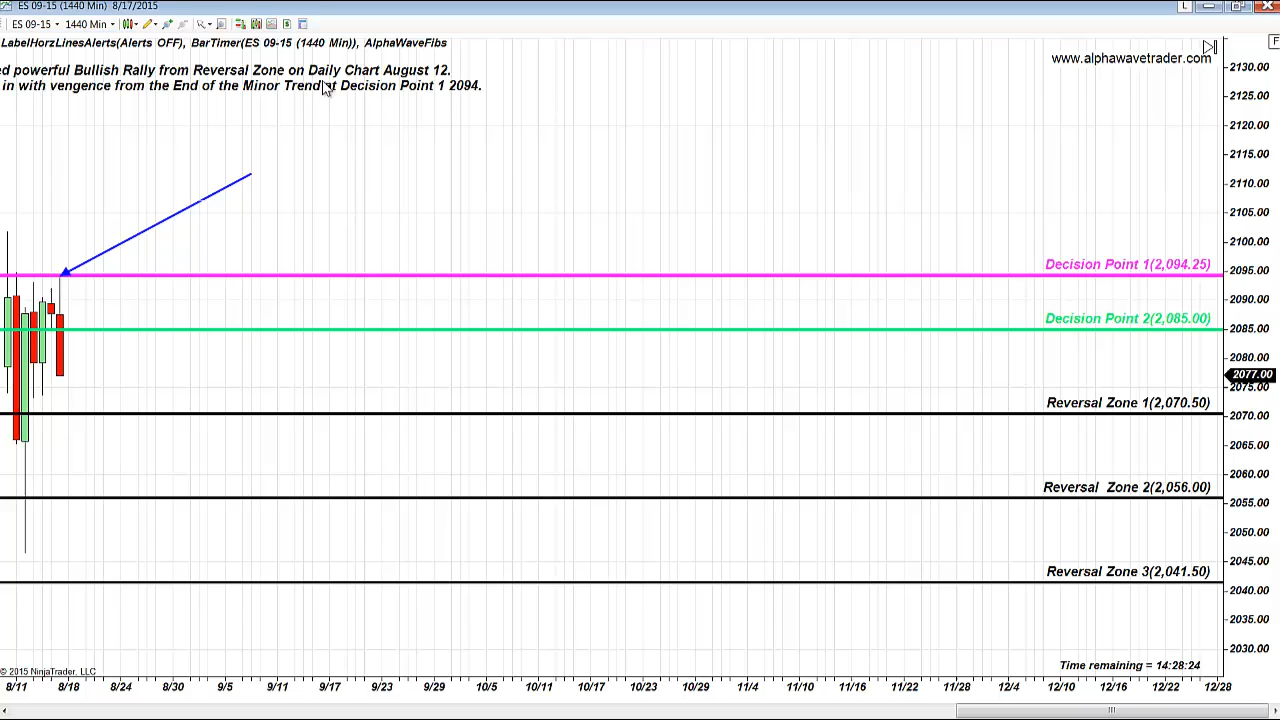 ES 09-15 (1440 Min) 8/17/2015
L
ES 09-15 1440 Min
LabelHorzLinesAlerts(Alerts OFF), BarTimer(ES 09-15 (1440 Min)), AlphaWaveFibs
F
www.alphawavetrader.com
ed powerful Bullish Rally from Reversal Zone on Daily Chart August 12.
in with vengence from the End of the Minor Trend at Decision Point 1 2094.
2130.00
2125.00
2120.00
2115.00
2110.00
2105.00
2100.00
Decision Point 1(2,094.25)
2095.00
2090.00
Decision Point 2(2,085.00)
2085.00
2080.00
2077.00
2075.00
Reversal Zone 1(2,070.50)
2070.00
2065.00
2060.00
Reversal Zone 2(2,056.00)
2055.00
2050.00
2045.00
Reversal Zone 3(2,041.50)
2040.00
2035.00
2030.00
© 2015 NinjaTrader, LLC
Time remaining = 14:28:24
8/11 8/18 8/24 8/30 9/5 9/11 9/17 9/23 9/29 10/5 10/11 10/17 10/23 10/29 11/4 11/10 11/16 11/22 11/28 12/4 12/10 12/16 12/22 12/28